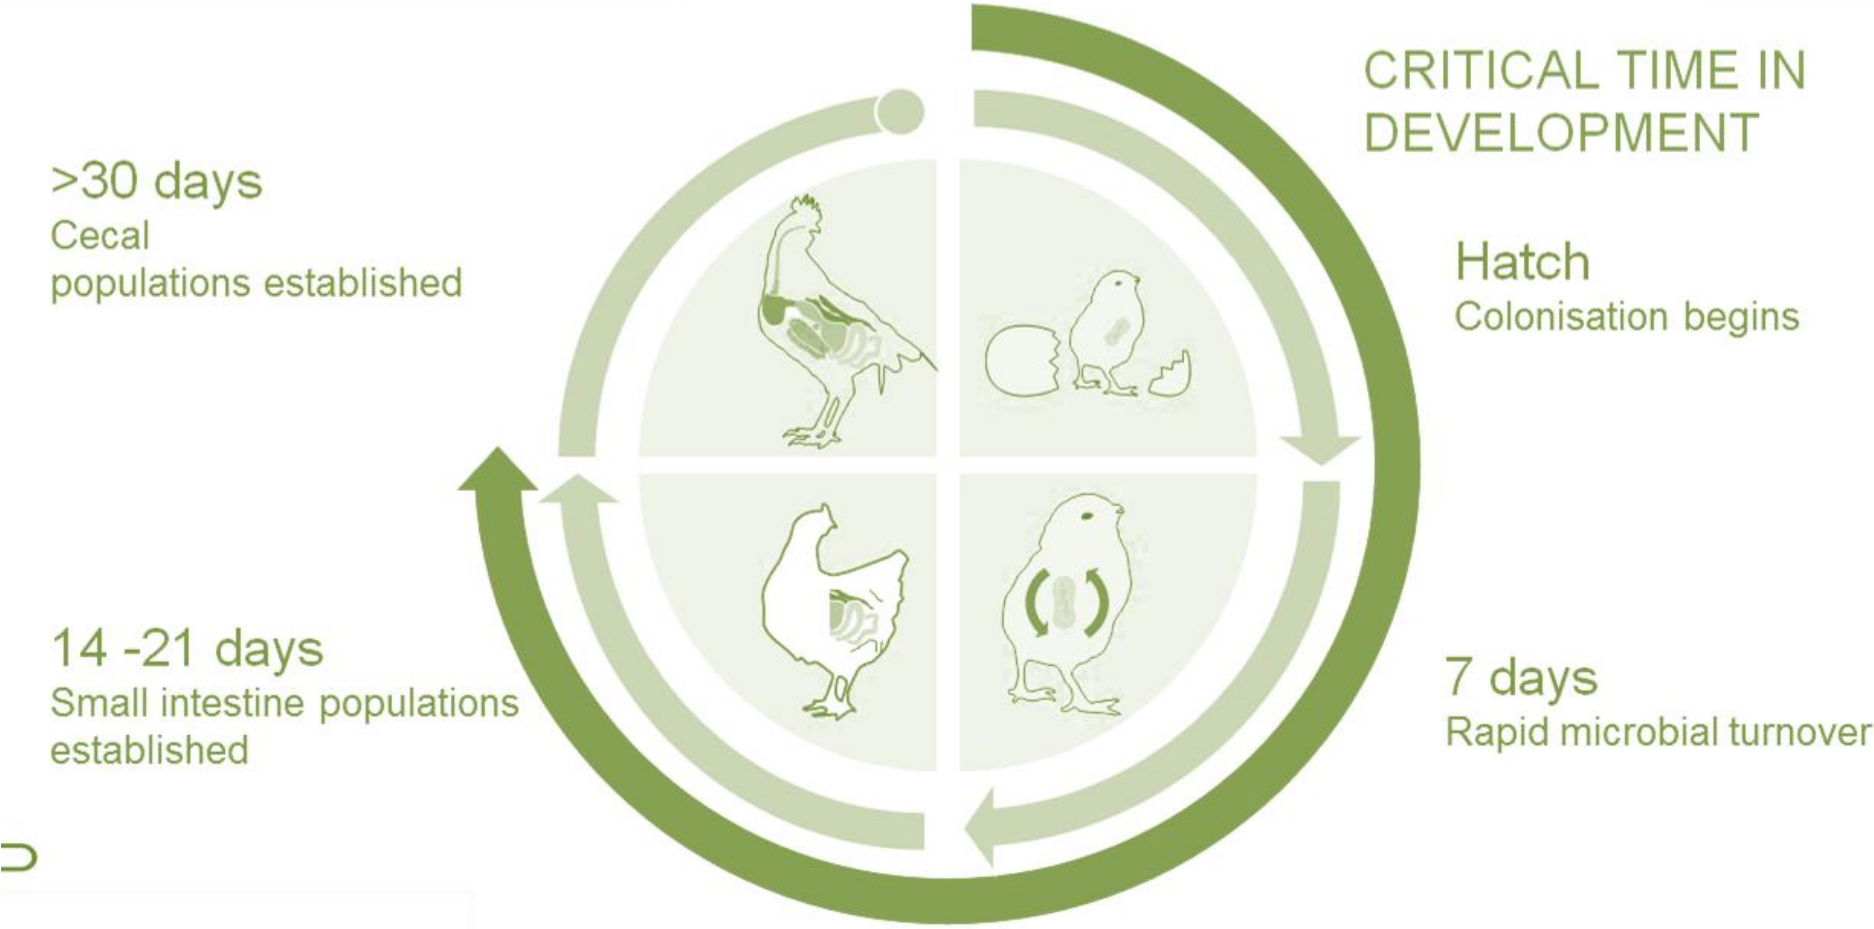 CRITICAL TIME IN
DEVELOPMENT
Hatch
Colonisation begins
7 days
Rapid microbial turnover
14 -21 days
Small intestine populations
established
>30 days
Cecal
populations established